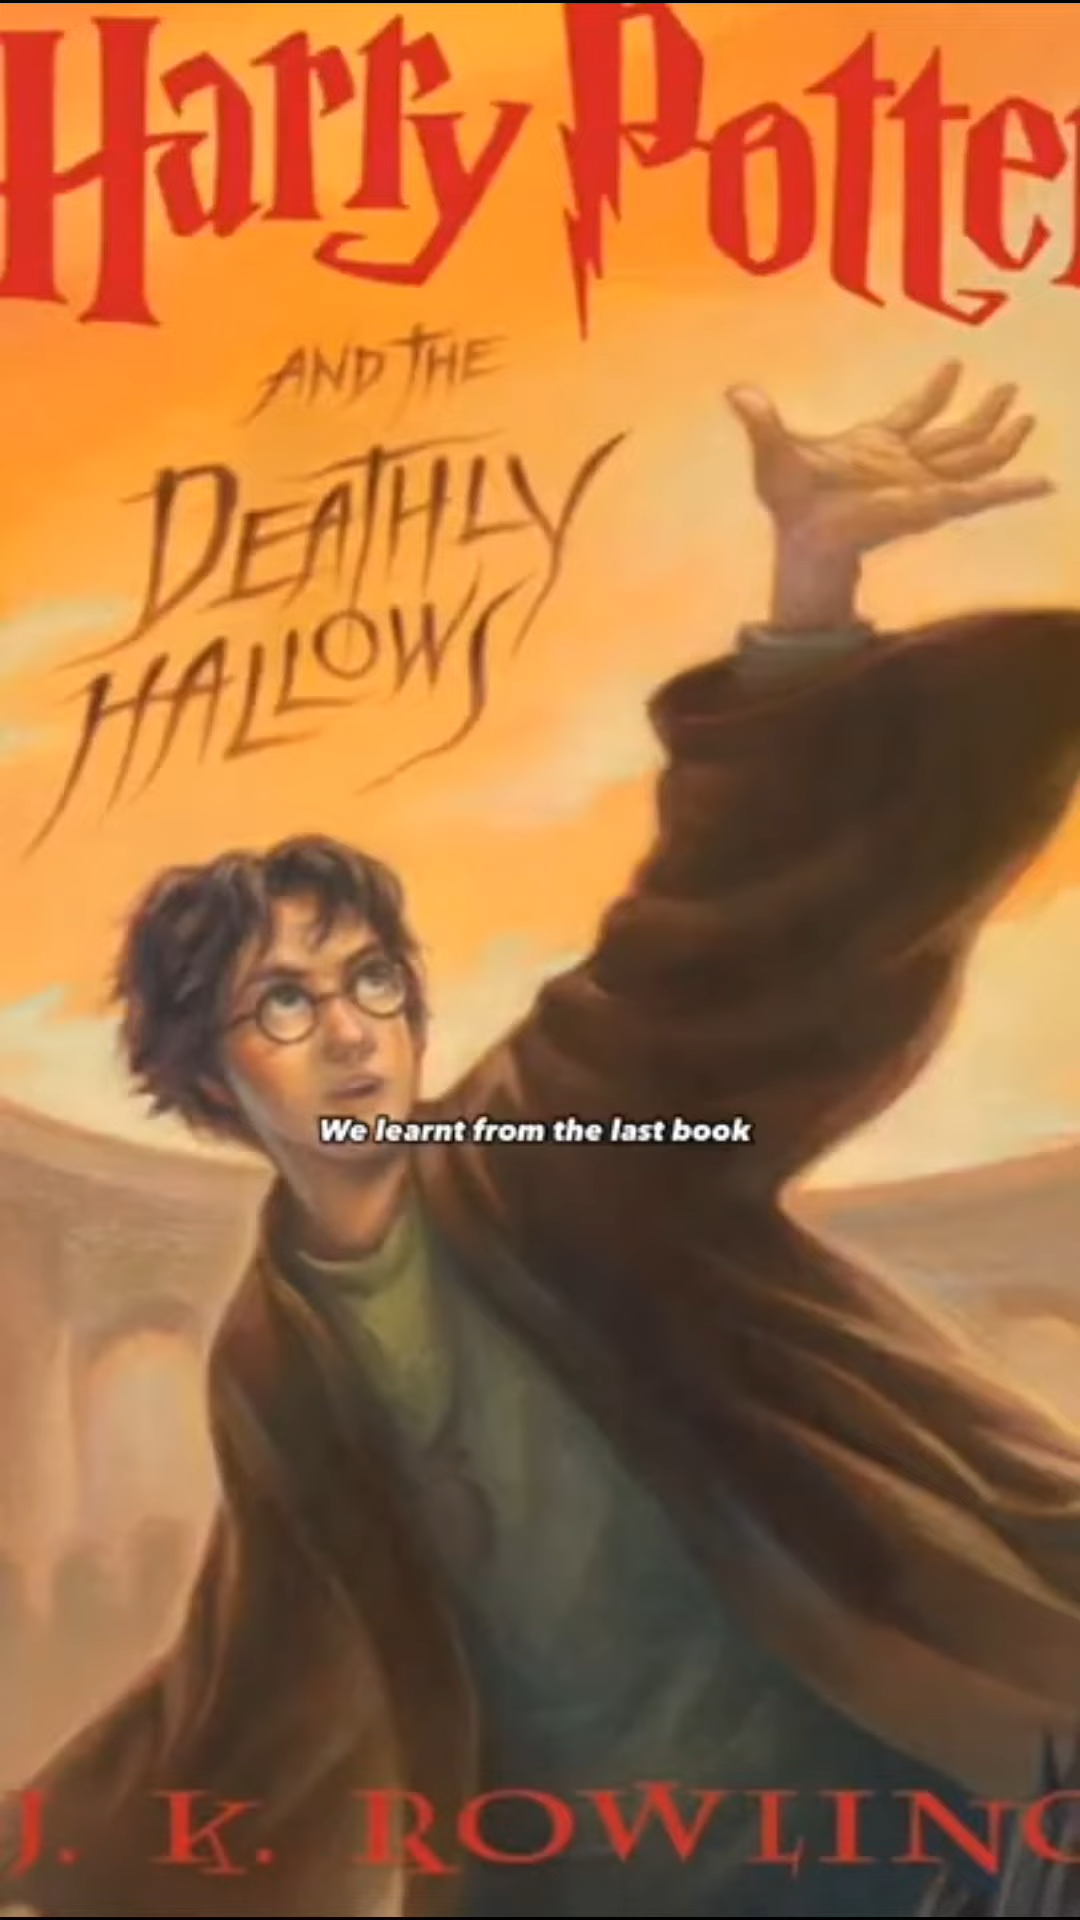 Harry Potter
AND THE
DEATHLY
HALLOWS
We learnt from the last book
J. K. ROWLING